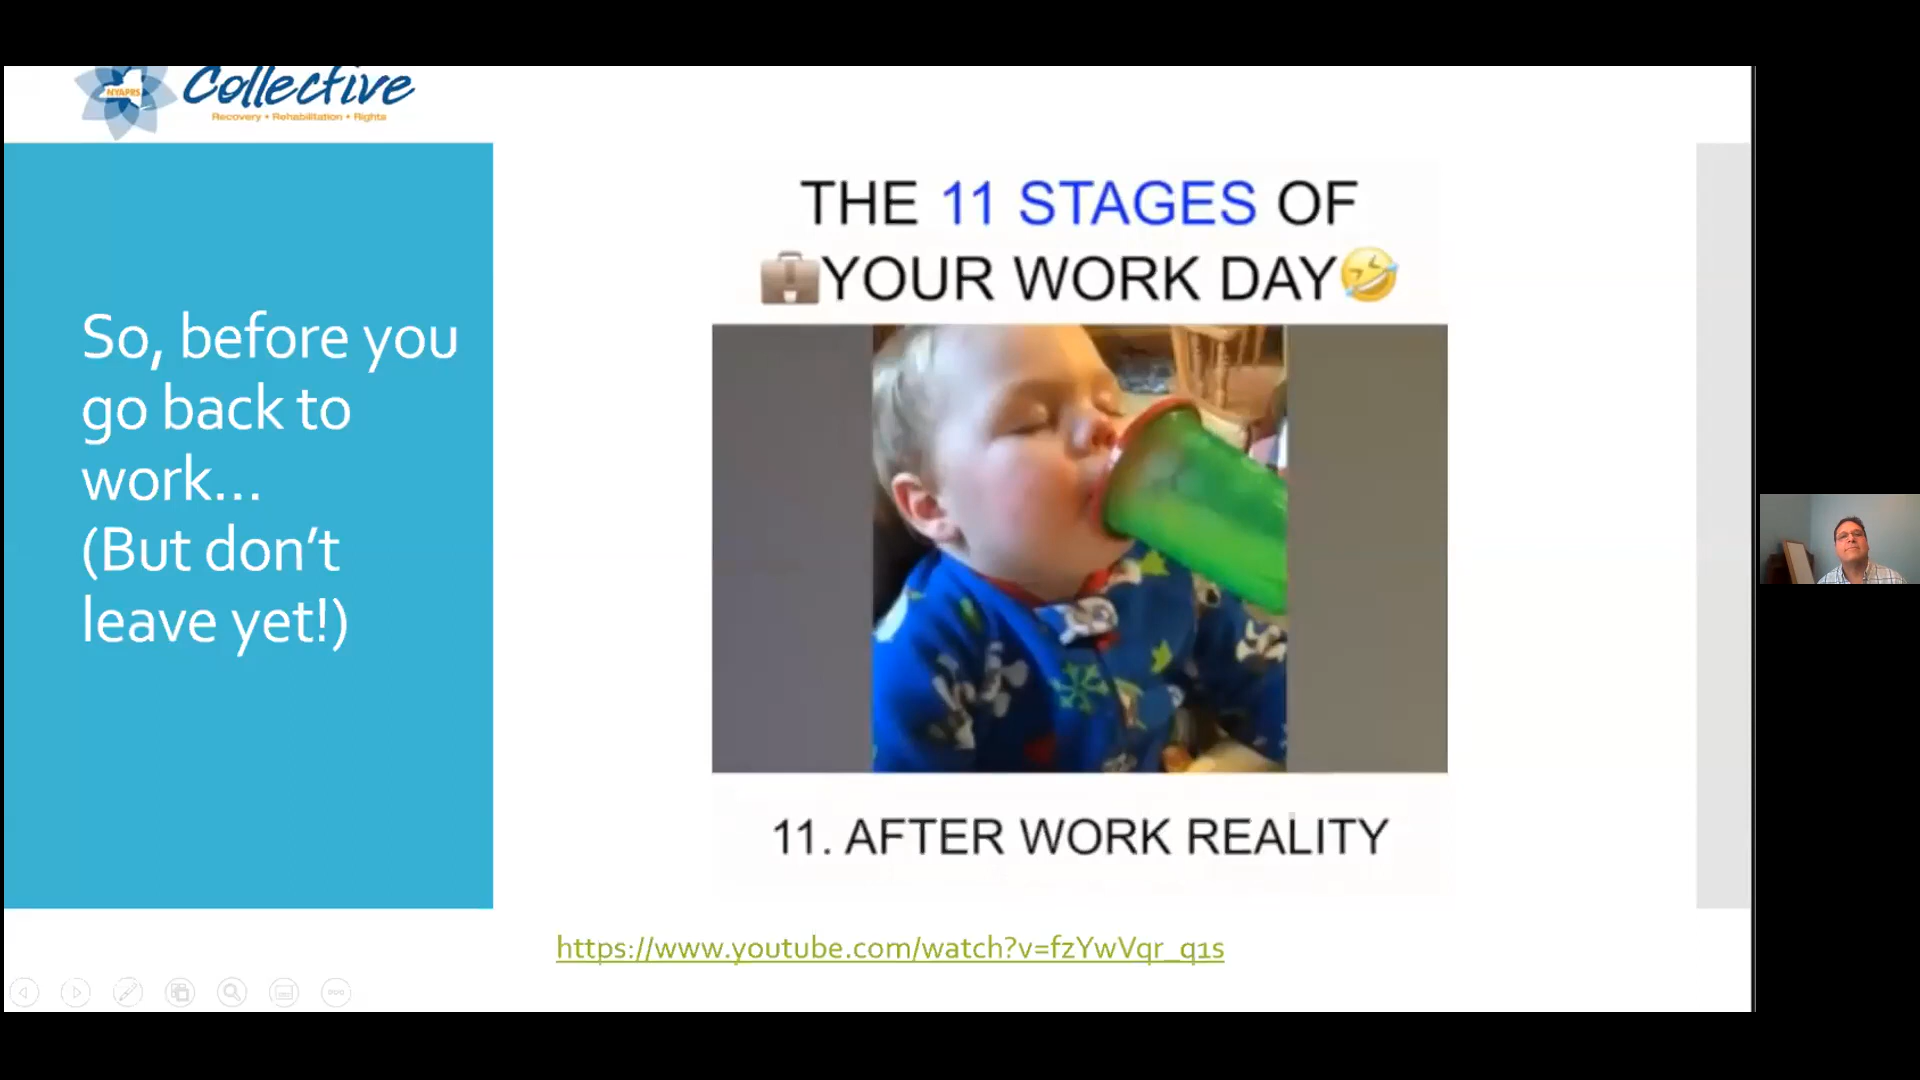 NYAPRS
Collective
Recovery • Rehabilitation • Rights
So, before you
go back to
work...
(But don't
leave yet!)
THE 11 STAGES OF
💼YOUR WORK DAY🤣
11. AFTER WORK REALITY
https://www.youtube.com/watch?v=fzYwVqr_q1s